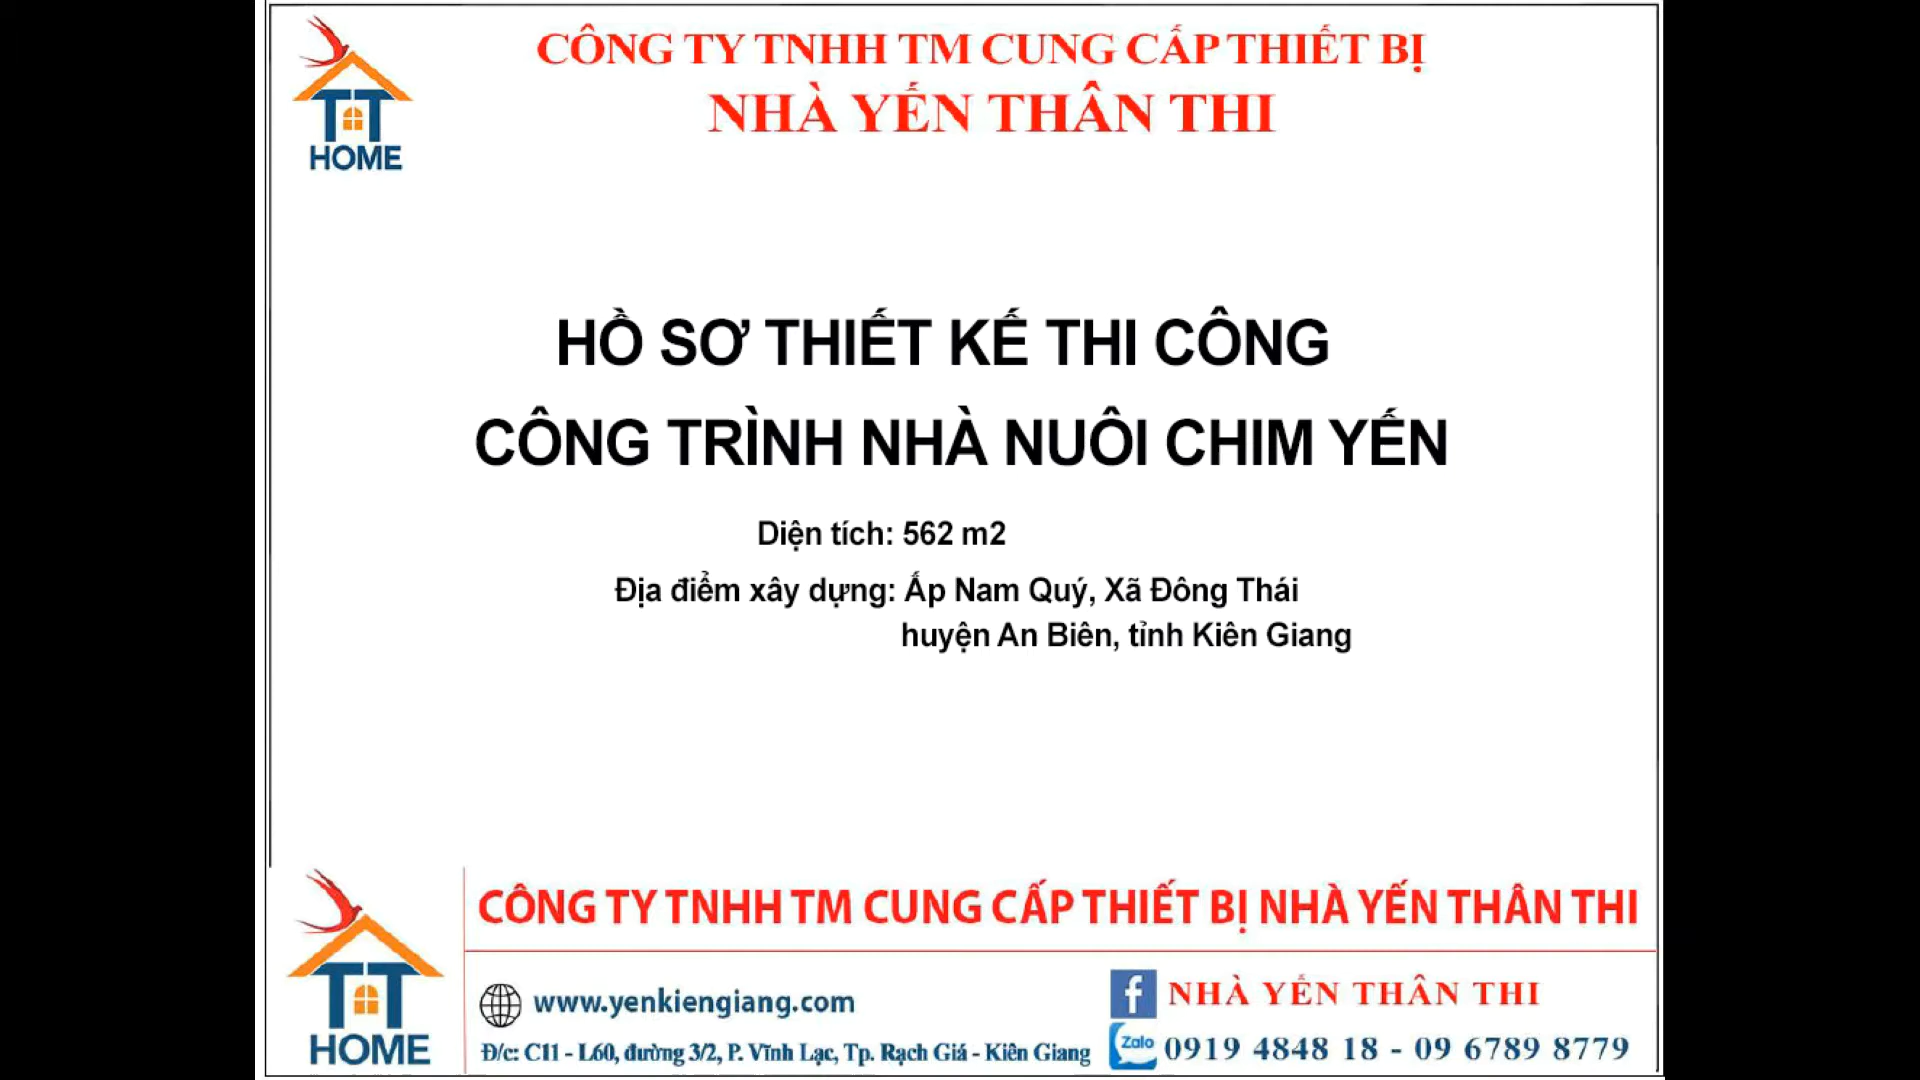 CÔNG TY TNHH TM CUNG CẤP THIẾT BỊ
NHÀ YẾN THÂN THI
TT
HOME
HỒ SƠ THIẾT KẾ THI CÔNG
CÔNG TRÌNH NHÀ NUÔI CHIM YẾN
Diện tích: 562 m2
Địa điểm xây dựng: Ấp Nam Quý, Xã Đông Thái
huyện An Biên, tỉnh Kiên Giang
TT
HOME
CÔNG TY TNHH TM CUNG CẤP THIẾT BỊ NHÀ YẾN THÂN THI
www.yenkiengiang.com
f NHÀ YẾN THÂN THI
Đ/c: C11 - L60, đường 3/2, P. Vĩnh Lạc, Tp. Rạch Giá - Kiên Giang
Zalo 0919 4848 18 - 09 6789 8779